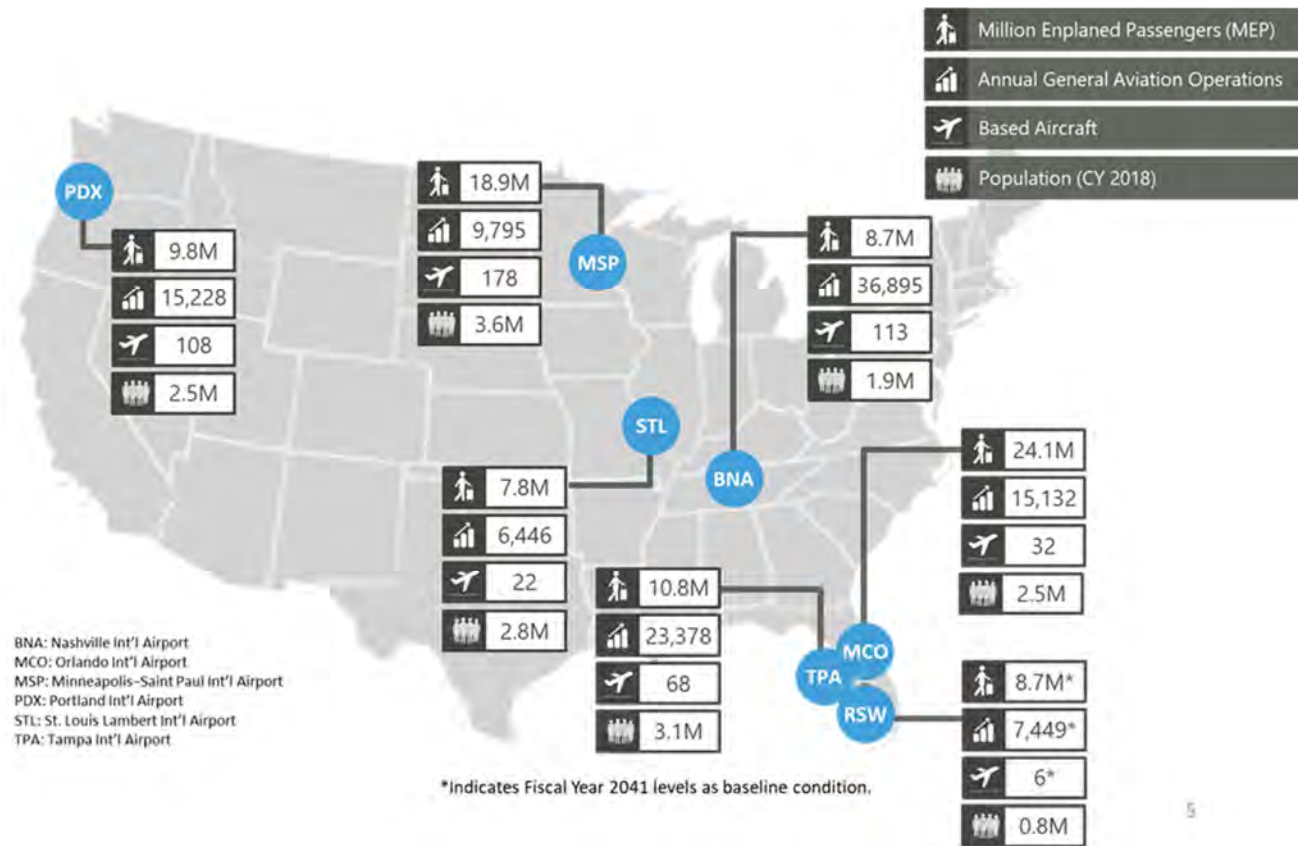 Million Enplaned Passengers (MEP)
Annual General Aviation Operations
Based Aircraft
Population (CY 2018)
PDX
9.8M
15,228
108
2.5M
18.9M
9,795
178
3.6M
MSP
8.7M
36,895
113
1.9M
BNA
STL
7.8M
6,446
22
2.8M
10.8M
23,378
68
3.1M
TPA
MCO
24.1M
15,132
32
2.5M
RSW
8.7M*
7,449*
6*
0.8M
BNA: Nashville Int'l Airport
MCO: Orlando Int'l Airport
MSP: Minneapolis–Saint Paul Int'l Airport
PDX: Portland Int'l Airport
STL: St. Louis Lambert Int'l Airport
TPA: Tampa Int'l Airport
*Indicates Fiscal Year 2041 levels as baseline condition.
5